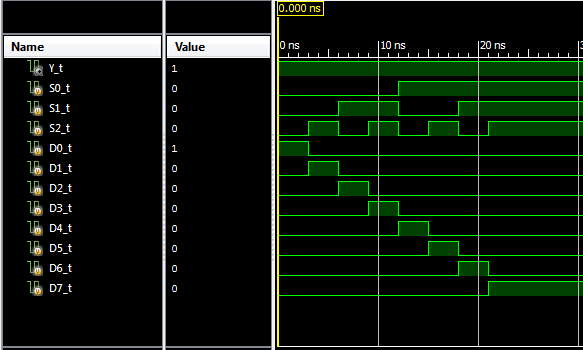 0.000 ns
Name Value
0 ns 10 ns 20 ns
Y_t 1
S0_t 0
S1_t 0
S2_t 0
D0_t 1
D1_t 0
D2_t 0
D3_t 0
D4_t 0
D5_t 0
D6_t 0
D7_t 0